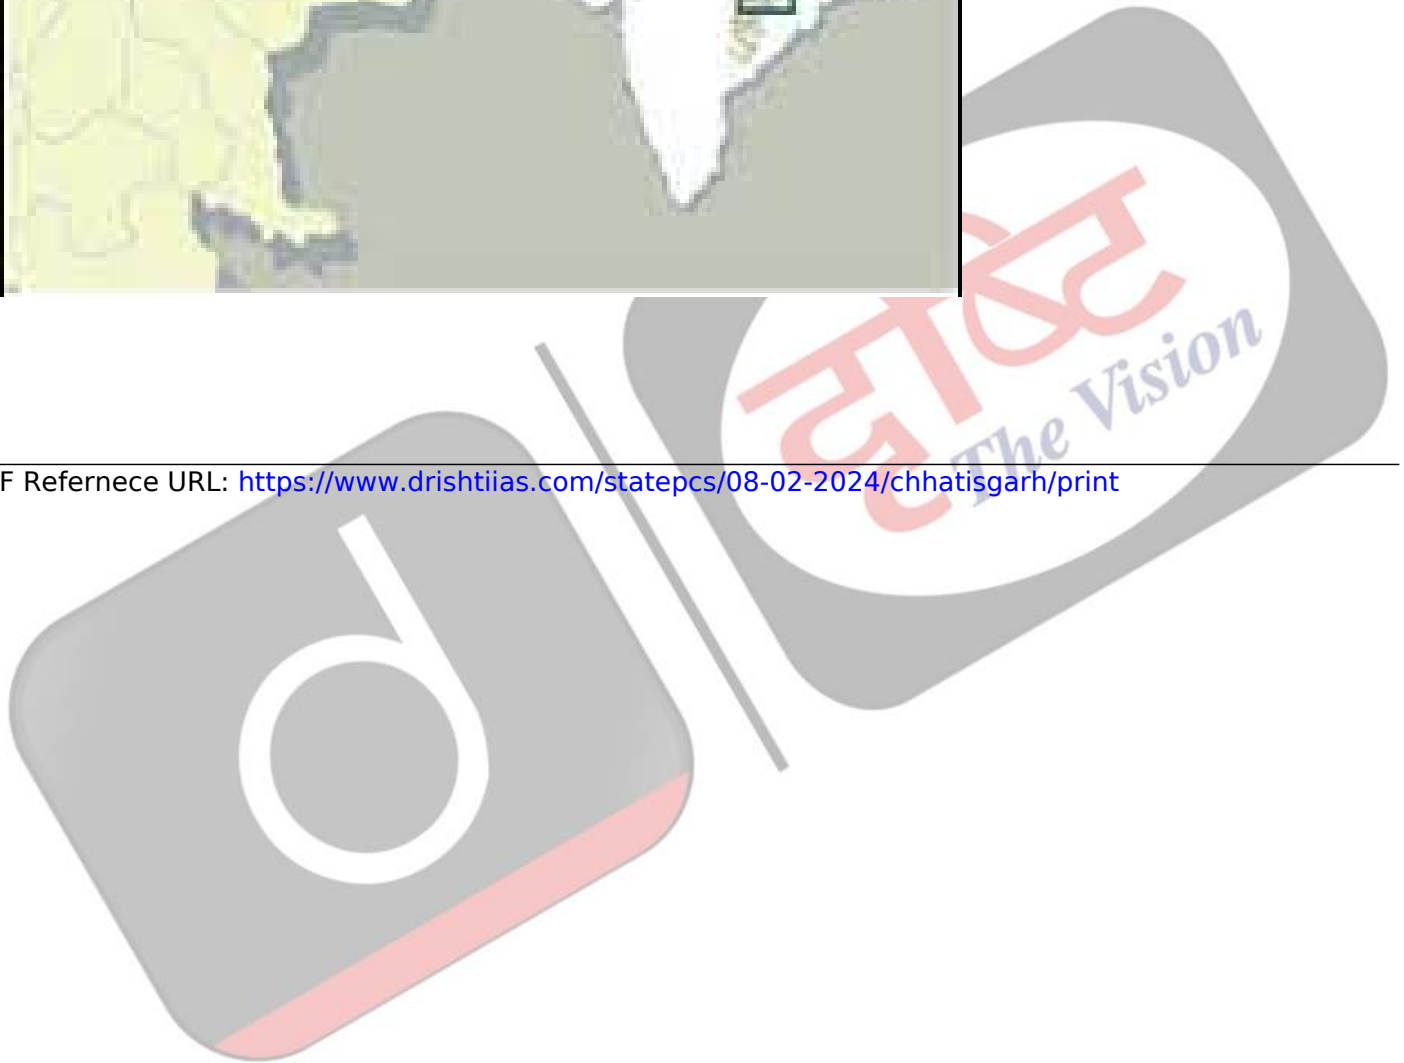 दृष्टि
The Vision
F Refernece URL: https://www.drishtiias.com/statepcs/08-02-2024/chhatisgarh/print
d